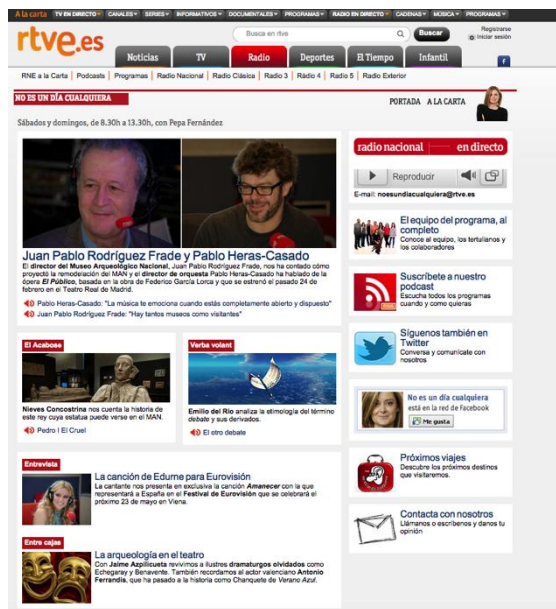 A la carta TV EN DIRECTO CANALES SERIES INFORMATIVOS DOCUMENTALES PROGRAMAS RADIO EN DIRECTO CADENAS MÚSICA PROGRAMAS
rtve.es
Busca en rtve
Buscar
Registrarse
Iniciar sesión
Noticias TV Radio Deportes El Tiempo Infantil
f
RNE a la Carta | Podcasts | Programas | Radio Nacional | Radio Clásica | Radio 3 | Ràdio 4 | Radio 5 | Radio Exterior
NO ES UN DÍA CUALQUIERA
PORTADA A LA CARTA
Sábados y domingos, de 8.30h a 13.30h, con Pepa Fernández
Juan Pablo Rodríguez Frade y Pablo Heras-Casado
El director del Museo Arqueológico Nacional, Juan Pablo Rodríguez Frade, nos ha contado cómo
proyectó la remodelación del MAN y el director de orquesta Pablo Heras-Casado ha hablado de la
ópera El Público, basada en la obra de Federico García Lorca y que se estrenó el pasado 24 de
febrero en el Teatro Real de Madrid.
Pablo Heras-Casado: "La música te emociona cuando estás completamente abierto y dispuesto"
Juan Pablo Rodríguez Frade: "Hay tantos museos como visitantes"
El Acabose
Nieves Concostrina nos cuenta la historia de
este rey cuya estatua puede verse en el MAN.
Pedro I El Cruel
Verba volant
Emilio del Río analiza la etimología del término
debate y sus derivados.
El otro debate
Entrevista
La canción de Edurne para Eurovisión
La cantante nos presenta en exclusiva la canción Amanecer con la que
representará a España en el Festival de Eurovisión que se celebrará el
próximo 23 de mayo en Viena.
Entre cajas
La arqueología en el teatro
Con Jaime Azpilicueta revivimos a ilustres dramaturgos olvidados como
Echegaray y Benavente. También recordamos al actor valenciano Antonio
Ferrandis, que ha pasado a la historia como Chanquete de Verano Azul.
radio nacional en directo
Reproducir
E-mail: noesundiacualquiera@rtve.es
El equipo del programa, al
completo
Conoce al equipo, los tertulianos y
los colaboradores
Suscríbete a nuestro
podcast
Escucha todos los programas
cuando y como quieras
Síguenos también en
Twitter
Conversa y comunícate con
nosotros
No es un día cualquiera
está en la red de Facebook
Me gusta
Próximos viajes
Descubre los próximos destinos
que visitaremos.
Contacta con nosotros
Llámanos o escríbenos y danos tu
opinión